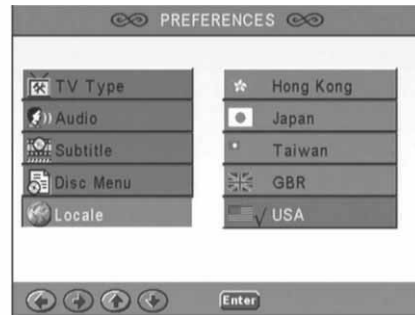 PREFERENCES
TV Type
Audio
Subtitle
Disc Menu
Locale
Hong Kong
Japan
Taiwan
GBR
√ USA
Enter